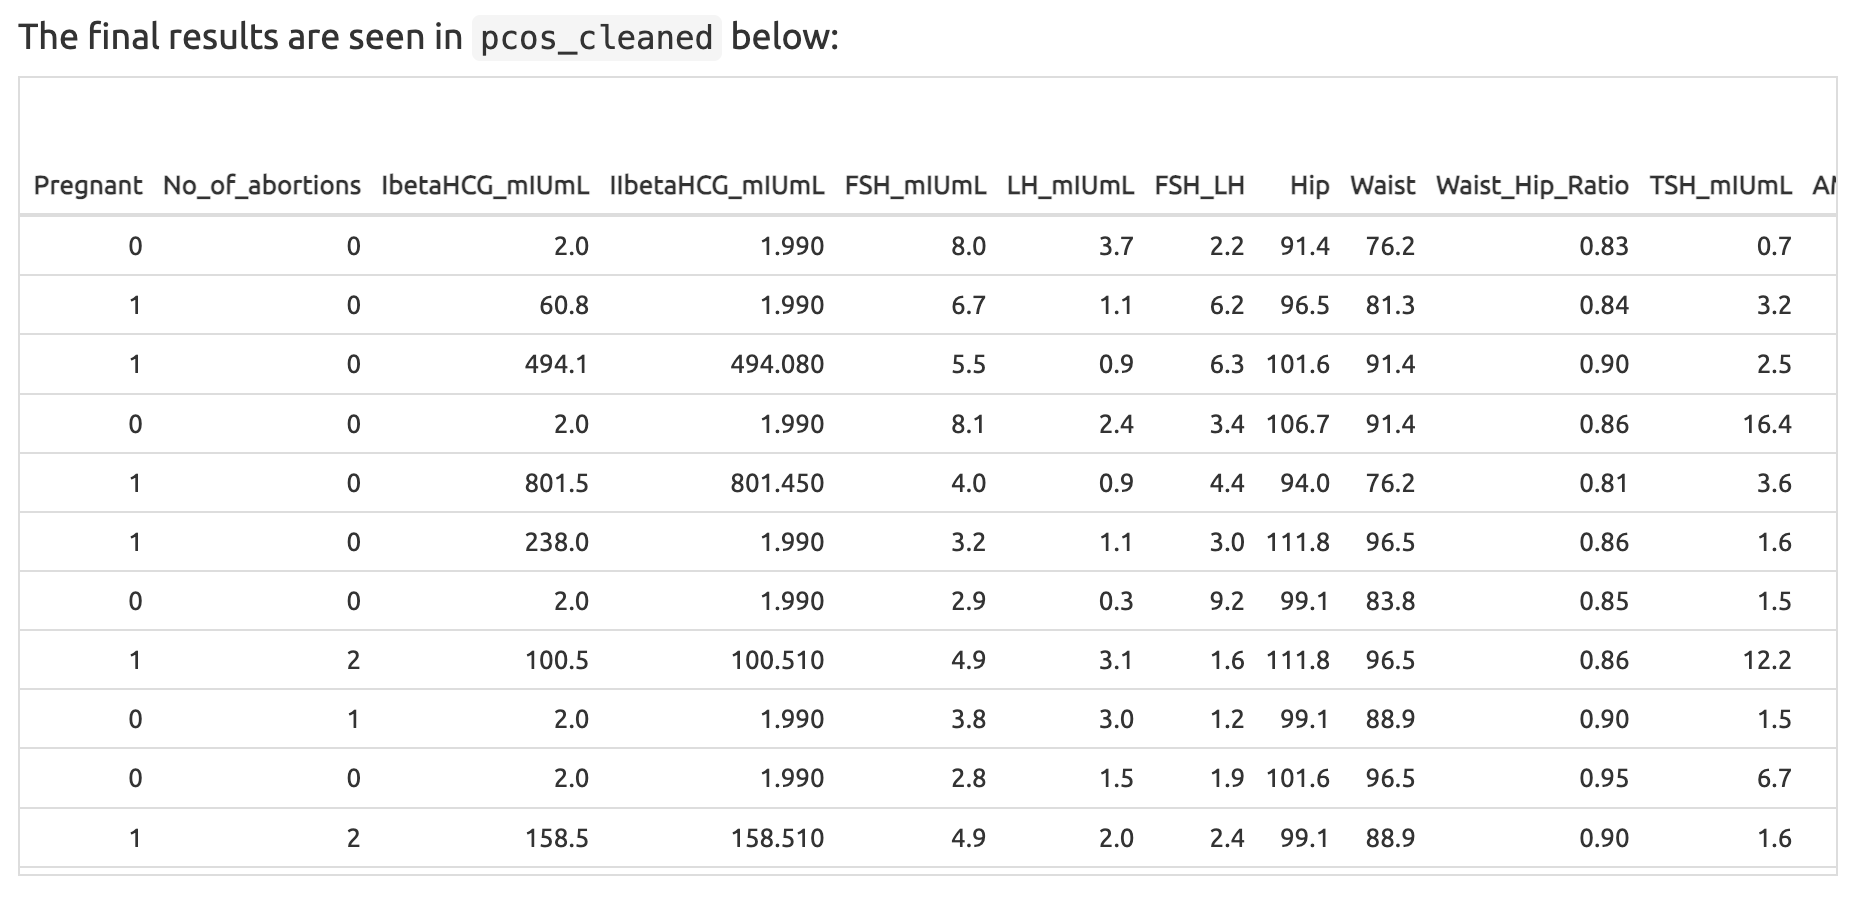 The final results are seen in pcos_cleaned below:
Pregnant No_of_abortions IbetaHCG_mIUmL IIbetaHCG_mIUmL FSH_mIUmL LH_mIUmL FSH_LH Hip Waist Waist_Hip_Ratio TSH_mIUmL
0 0 2.0 1.990 8.0 3.7 2.2 91.4 76.2 0.83 0.7
1 0 60.8 1.990 6.7 1.1 6.2 96.5 81.3 0.84 3.2
1 0 494.1 494.080 5.5 0.9 6.3 101.6 91.4 0.90 2.5
0 0 2.0 1.990 8.1 2.4 3.4 106.7 91.4 0.86 16.4
1 0 801.5 801.450 4.0 0.9 4.4 94.0 76.2 0.81 3.6
1 0 238.0 1.990 3.2 1.1 3.0 111.8 96.5 0.86 1.6
0 0 2.0 1.990 2.9 0.3 9.2 99.1 83.8 0.85 1.5
1 2 100.5 100.510 4.9 3.1 1.6 111.8 96.5 0.86 12.2
0 1 2.0 1.990 3.8 3.0 1.2 99.1 88.9 0.90 1.5
0 0 2.0 1.990 2.8 1.5 1.9 101.6 96.5 0.95 6.7
1 2 158.5 158.510 4.9 2.0 2.4 99.1 88.9 0.90 1.6